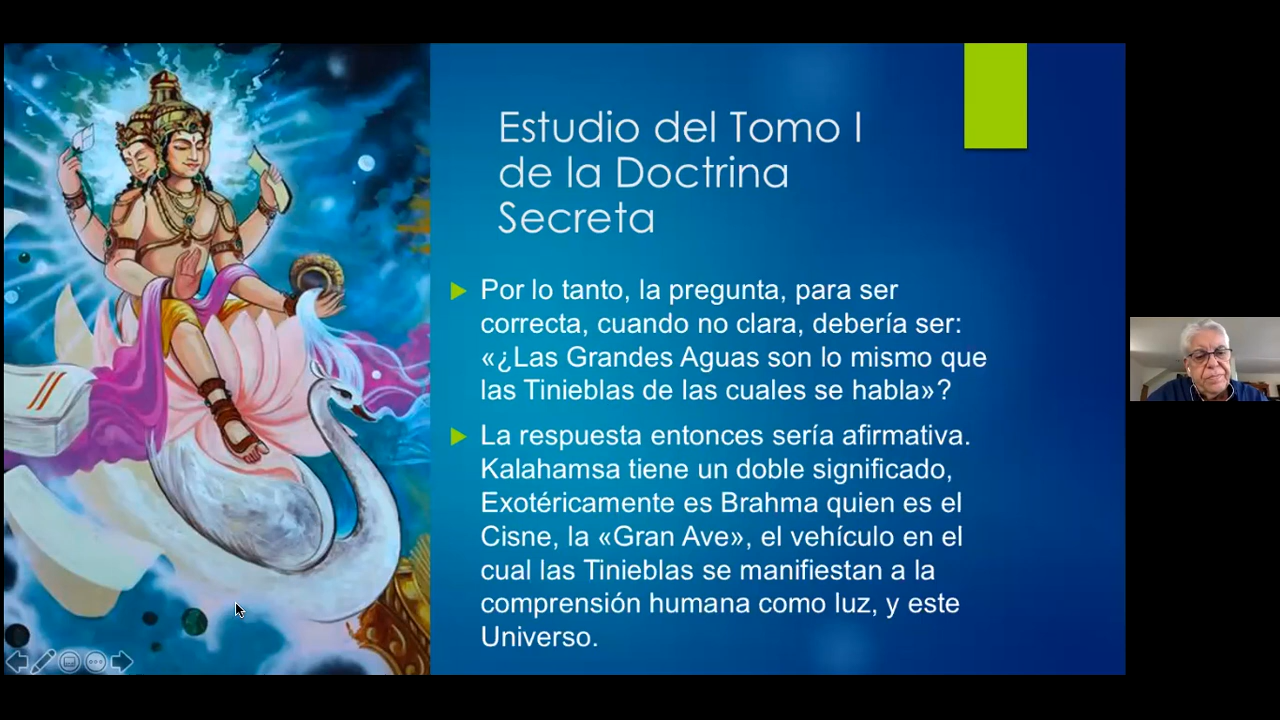 Estudio del Tomo I
de la Doctrina
Secreta
Por lo tanto, la pregunta, para ser
correcta, cuando no clara, debería ser:
«¿Las Grandes Aguas son lo mismo que
las Tinieblas de las cuales se habla»?
La respuesta entonces sería afirmativa.
Kalahamsa tiene un doble significado,
Exotéricamente es Brahma quien es el
Cisne, la «Gran Ave», el vehículo en el
cual las Tinieblas se manifiestan a la
comprensión humana como luz, y este
Universo.